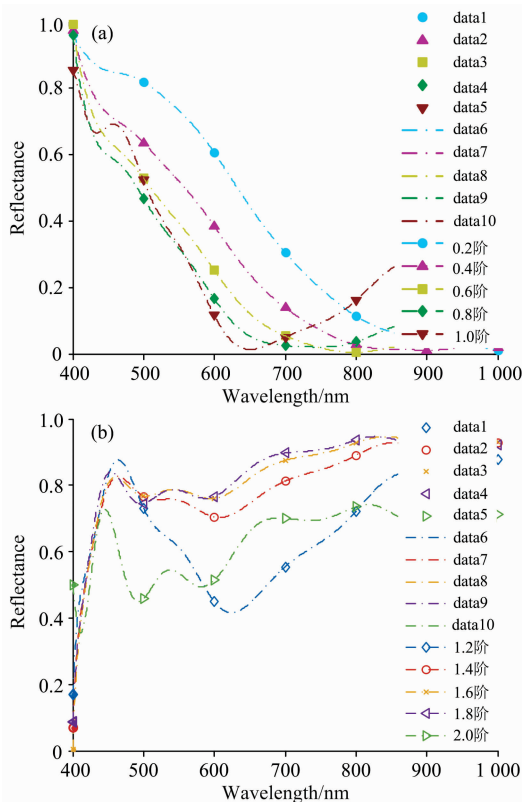 (a)
1.0
0.8
0.6
0.4
0.2
0
Reflectance
400 500 600 700 800 900 1 000
Wavelength/nm
data1
data2
data3
data4
data5
data6
data7
data8
data9
data10
0.2阶
0.4阶
0.6阶
0.8阶
1.0阶
(b)
1.0
0.8
0.6
0.4
0.2
0
Reflectance
400 500 600 700 800 900 1 000
Wavelength/nm
data1
data2
data3
data4
data5
data6
data7
data8
data9
data10
1.2阶
1.4阶
1.6阶
1.8阶
2.0阶